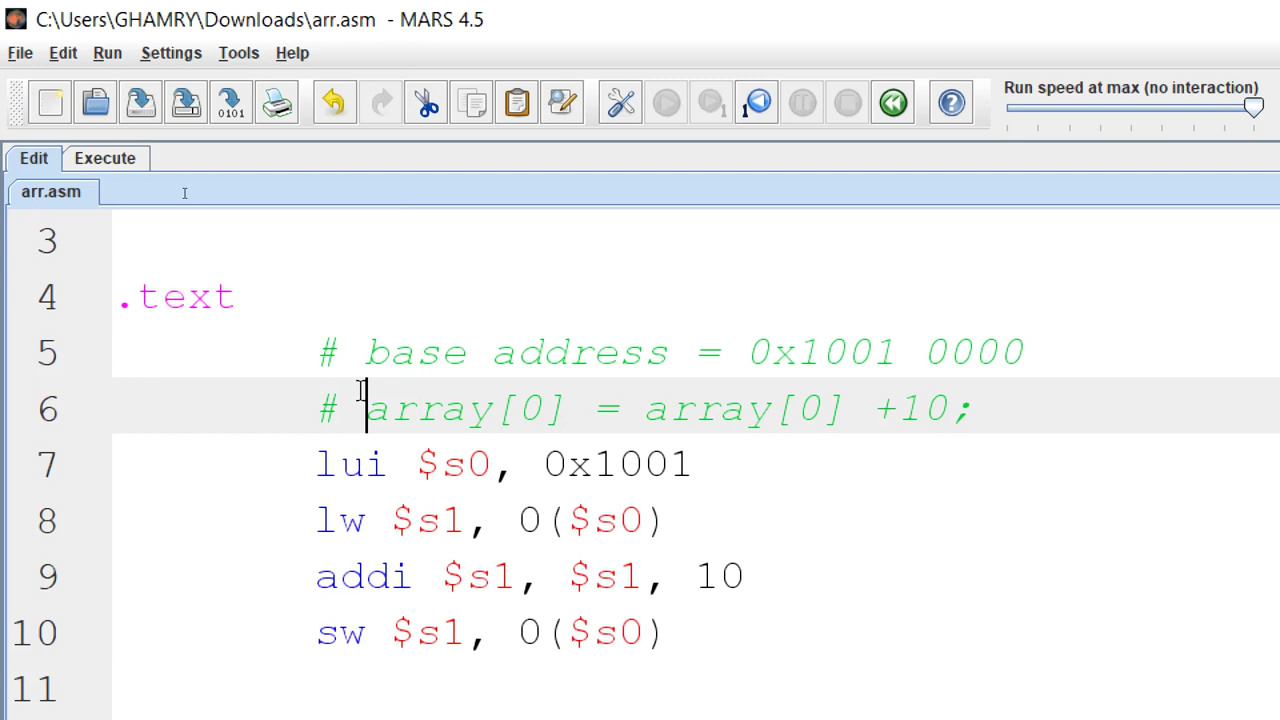 C:\Users\GHAMRY\Downloads\arr.asm - MARS 4.5
File Edit Run Settings Tools Help
1
0101
1
Run speed at max (no interaction)
Edit Execute
arr.asm
3
4 .text
5 # base address = 0x1001 0000
6 # array[0] = array[0] +10;
7 lui $s0, 0x1001
8 lw $s1, 0($s0)
9 addi $s1, $s1, 10
10 sw $s1, 0($s0)
11